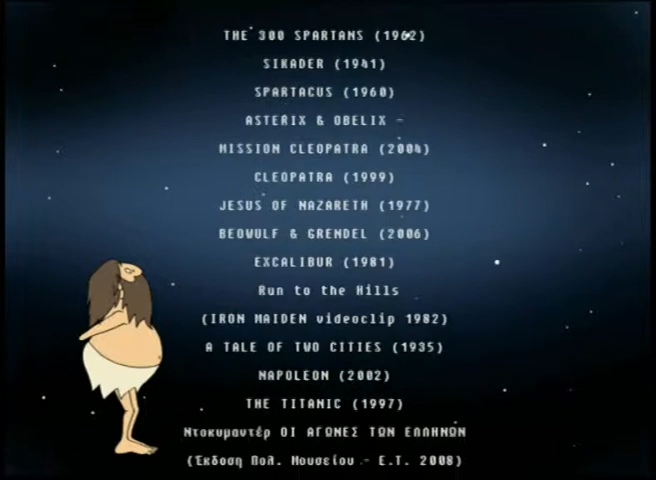 THE 300 SPARTANS (1962)
SIKADER (1941)
SPARTACUS (1960)
ASTERIX & OBELIX -
MISSION CLEOPATRA (2004)
CLEOPATRA (1999)
JESUS OF NAZARETH (1977)
BEOWULF & GRENDEL (2006)
EXCALIBUR (1981)
Run to the Hills
(IRON MAIDEN videoclip 1982)
A TALE OF TWO CITIES (1935)
NAPOLEON (2002)
THE TITANIC (1997)
Ντοκυμαντέρ ΟΙ ΑΓΩΝΕΣ ΤΩΝ ΕΛΛΗΝΩΝ
(Έκδοση Πολ. Μουσείου - Ε.Τ. 2008)